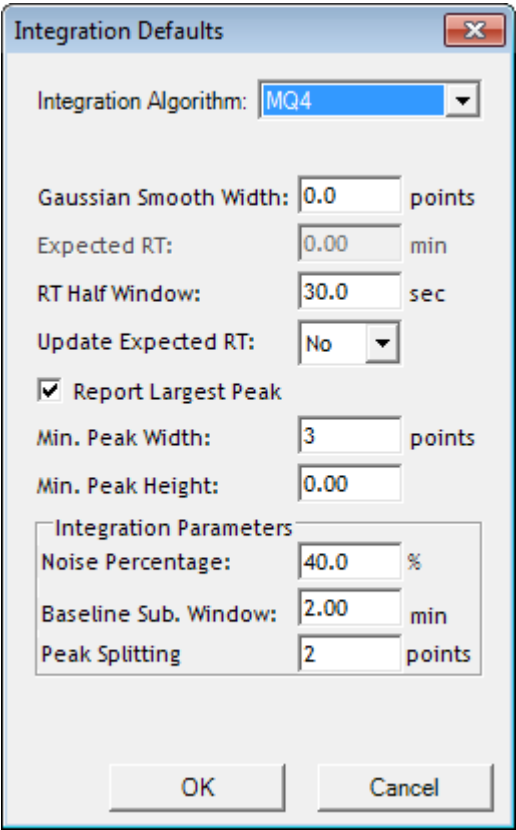 Integration Defaults
Integration Algorithm: MQ4
Gaussian Smooth Width: 0.0 points
Expected RT: 0.00 min
RT Half Window: 30.0 sec
Update Expected RT: No
Report Largest Peak
Min. Peak Width: 3 points
Min. Peak Height: 0.00
Integration Parameters
Noise Percentage: 40.0 %
Baseline Sub. Window: 2.00 min
Peak Splitting 2 points
OK Cancel